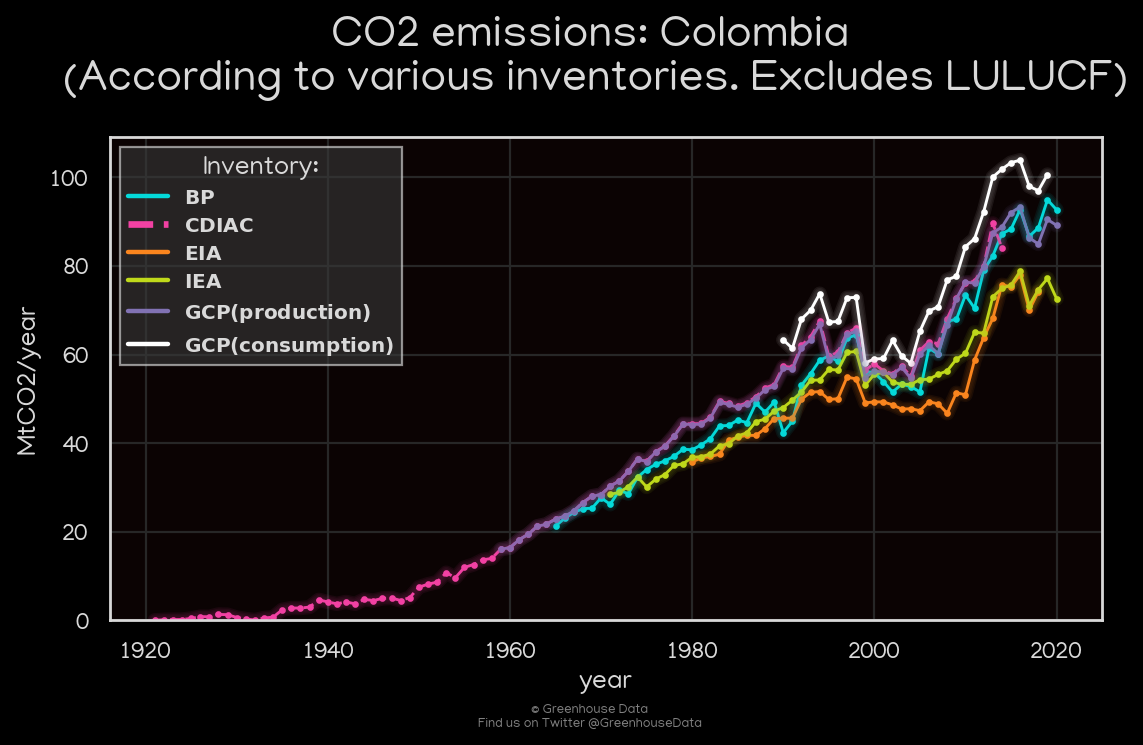 CO2 emissions: Colombia
(According to various inventories. Excludes LULUCF)
Inventory:
BP
CDIAC
EIA
IEA
GCP(production)
GCP(consumption)
MtCO2/year
100
80
60
40
20
0
1920
1940
1960
1980
2000
2020
year
© Greenhouse Data
Find us on Twitter @GreenhouseData